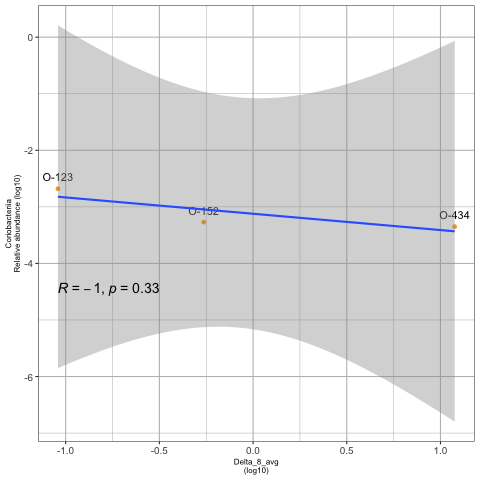 Coriobacteria
Relative abundance (log10)
0
-2
-4
-6
O-123
O-152
O-434
R = −1, p = 0.33
-1.0 -0.5 0.0 0.5 1.0
Delta_8_avg
(log10)